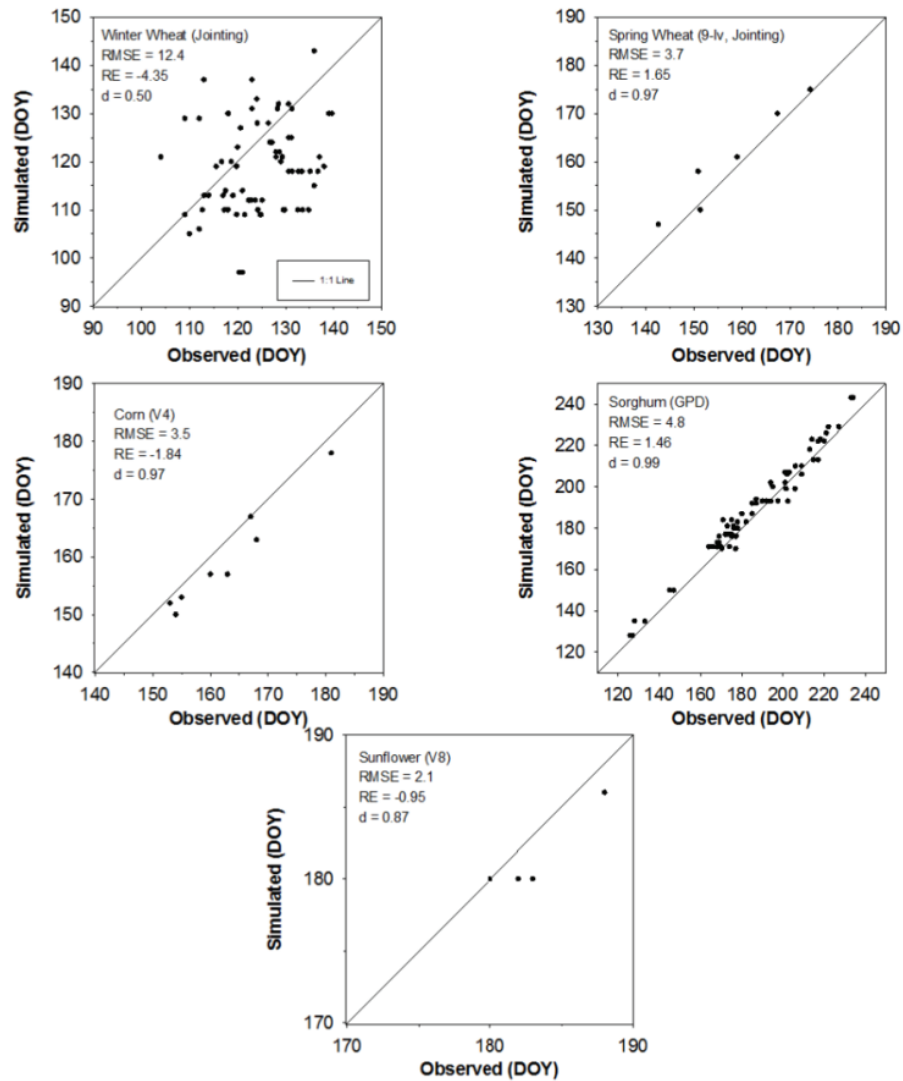 Winter Wheat (Jointing)
RMSE = 12.4
RE = -4.35
d = 0.50
150
140
130
120
110
100
90
Simulated (DOY)
1:1 Line
90 100 110 120 130 140 150
Observed (DOY)
Spring Wheat (9-lv, Jointing)
RMSE = 3.7
RE = 1.65
d = 0.97
190
180
170
160
150
140
130
Simulated (DOY)
130 140 150 160 170 180 190
Observed (DOY)
Corn (V4)
RMSE = 3.5
RE = -1.84
d = 0.97
190
180
170
160
150
140
Simulated (DOY)
140 150 160 170 180 190
Observed (DOY)
Sorghum (GPD)
RMSE = 4.8
RE = 1.46
d = 0.99
240
220
200
180
160
140
120
Simulated (DOY)
120 140 160 180 200 220 240
Observed (DOY)
Sunflower (V8)
RMSE = 2.1
RE = -0.95
d = 0.87
190
180
170
Simulated (DOY)
170 180 190
Observed (DOY)